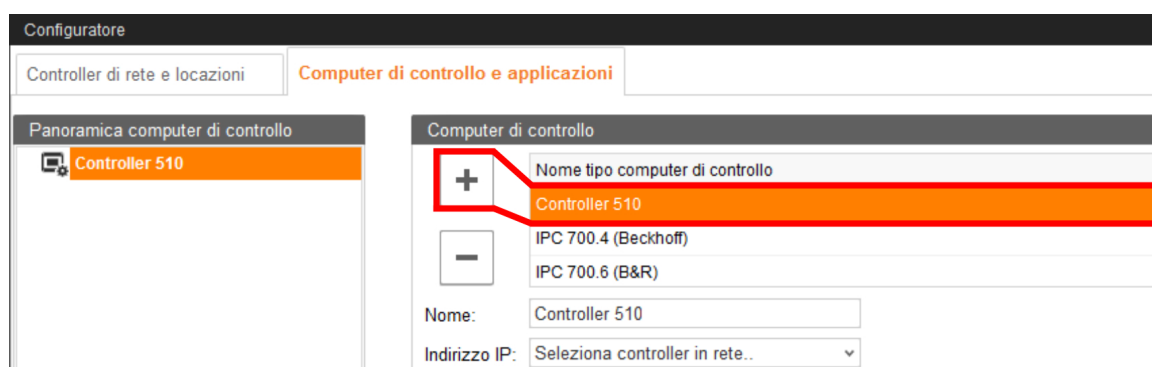 Configuratore
Controller di rete e locazioni
Computer di controllo e applicazioni
Panoramica computer di controllo
Controller 510
Computer di controllo
Nome tipo computer di controllo
Controller 510
IPC 700.4 (Beckhoff)
IPC 700.6 (B&R)
Nome: Controller 510
Indirizzo IP: Seleziona controller in rete..